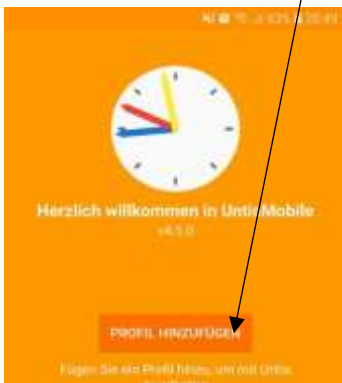 Herzlich willkommen in UntisMobile
v4.5.0
PROFIL HINZUFÜGEN
Fügen Sie ein Profil hinzu, um mit Untis